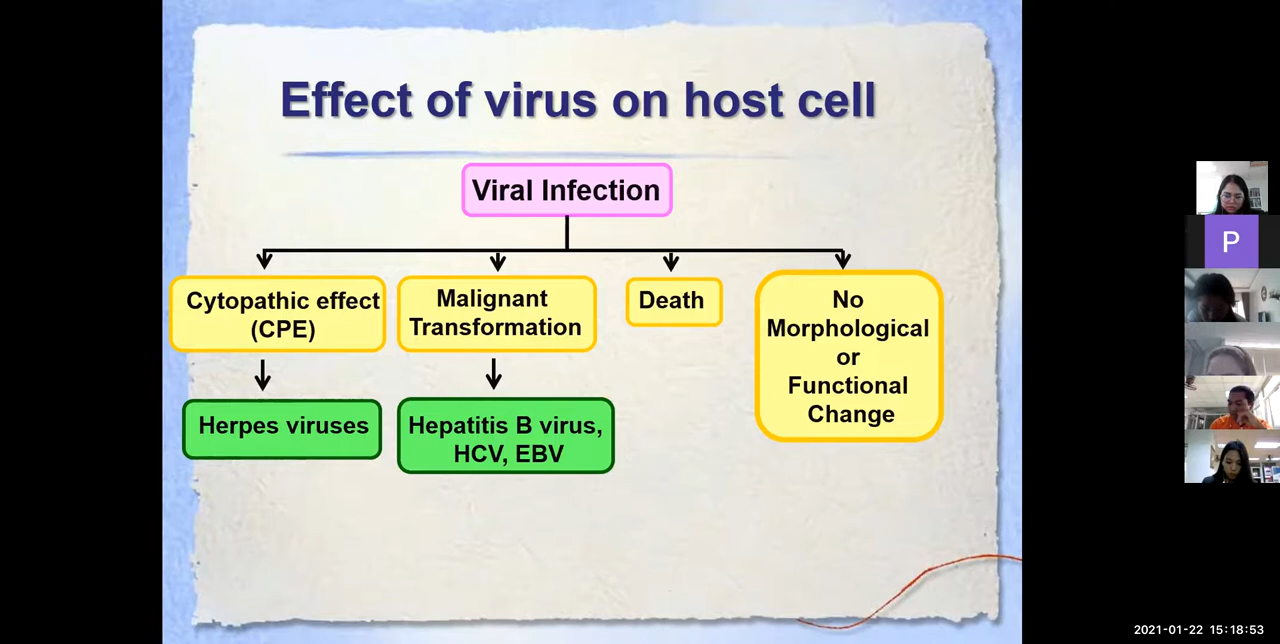 Effect of virus on host cell
Viral Infection
Cytopathic effect
(CPE)
Malignant
Transformation
Death
No
Morphological
or
Functional
Change
Herpes viruses
Hepatitis B virus,
HCV, EBV
P
2021-01-22 15:18:53